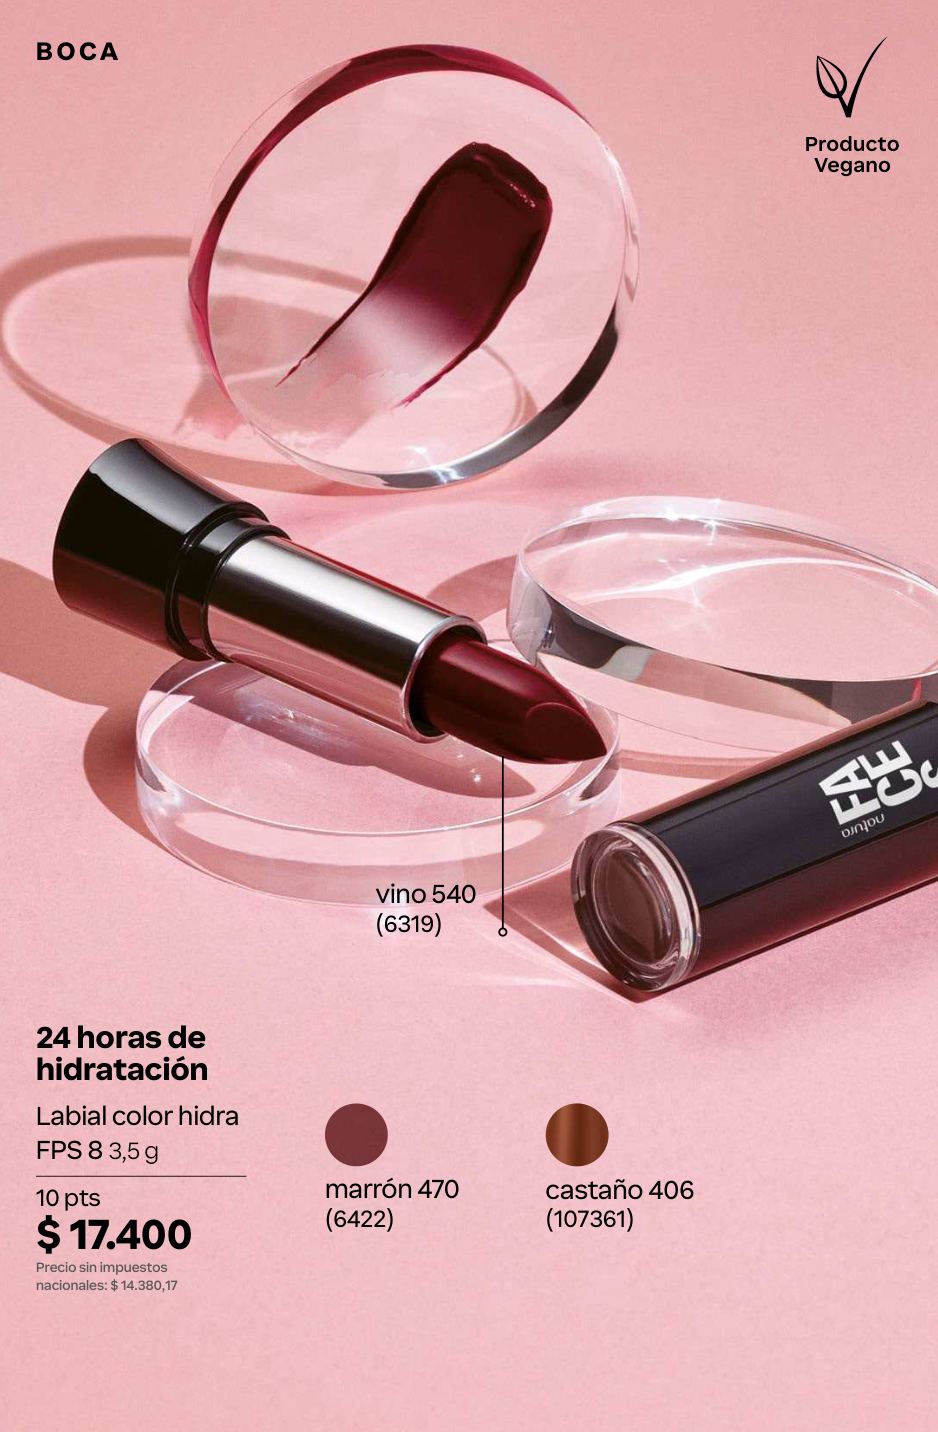 BOCA
Producto
Vegano
FA
CE
natura
vino 540
(6319)
24 horas de
hidratación
Labial color hidra
FPS 8 3,5 g
10 pts
$ 17.400
Precio sin impuestos
nacionales: $ 14.380,17
marrón 470
(6422)
castaño 406
(107361)